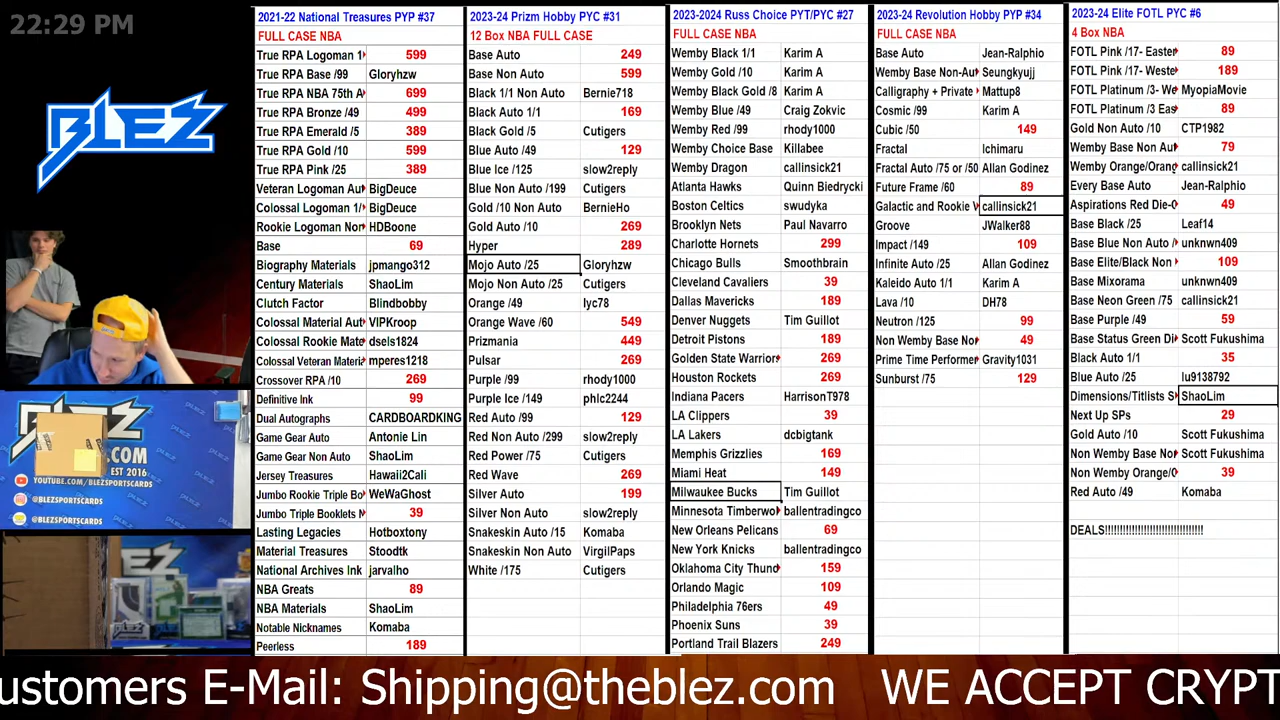 22:29 PM
BLEZ
2021-22 National Treasures PYP #37
FULL CASE NBA
True RPA Logoman 1 599
True RPA Base /99 Gloryhzw
True RPA NBA 75th A 699
True RPA Bronze /49 499
True RPA Emerald /5 389
True RPA Gold /10 599
True RPA Pink /25 389
Veteran Logoman Au BigDeuce
Colossal Logoman 1/ BigDeuce
Rookie Logoman Non HDBoone
Base 69
Biography Materials jpmango312
Century Materials ShaoLim
Clutch Factor Blindbobby
Colossal Material Aut VIPKroop
Colossal Rookie Mate dsels1824
Colossal Veteran Materi mperes1218
Crossover RPA /10 269
Definitive Ink 99
Dual Autographs CARDBOARDKING
Game Gear Auto Antonie Lin
Game Gear Non Auto ShaoLim
Jersey Treasures Hawaii2Cali
Jumbo Rookie Triple Bo WeWaGhost
Jumbo Triple Booklets N 39
Lasting Legacies Hotboxtony
Material Treasures Stoodtk
National Archives Ink jarvalho
NBA Greats 89
NBA Materials ShaoLim
Notable Nicknames Komaba
Peerless 189
2023-24 Prizm Hobby PYC #31
12 Box NBA FULL CASE
Base Auto 249
Base Non Auto 599
Black 1/1 Non Auto Bernie718
Black Auto 1/1 169
Black Gold /5 Cutigers
Blue Auto /49 129
Blue Ice /125 slow2reply
Blue Non Auto /199 Cutigers
Gold /10 Non Auto BernieHo
Gold Auto /10 269
Hyper 289
Mojo Auto /25 Gloryhzw
Mojo Non Auto /25 Cutigers
Orange /49 lyc78
Orange Wave /60 549
Prizmania 449
Pulsar 269
Purple /99 rhody1000
Purple Ice /149 phlc2244
Red Auto /99 129
Red Non Auto /299 slow2reply
Red Power /75 Cutigers
Red Wave 269
Silver Auto 199
Silver Non Auto slow2reply
Snakeskin Auto /15 Komaba
Snakeskin Non Auto VirgilPaps
White /175 Cutigers
2023-2024 Russ Choice PYT/PYC #27
FULL CASE NBA
Wemby Black 1/1 Karim A
Wemby Gold /10 Karim A
Wemby Black Gold /8 Karim A
Wemby Blue /49 Craig Zokvic
Wemby Red /99 rhody1000
Wemby Choice Base Killabee
Wemby Dragon callinsick21
Atlanta Hawks Quinn Biedrycki
Boston Celtics swudyka
Brooklyn Nets Paul Navarro
Charlotte Hornets 299
Chicago Bulls Smoothbrain
Cleveland Cavaliers 39
Dallas Mavericks 189
Denver Nuggets Tim Guillot
Detroit Pistons 189
Golden State Warrior 269
Houston Rockets 269
Indiana Pacers HarrisonT978
LA Clippers 39
LA Lakers dcbigtank
Memphis Grizzlies 169
Miami Heat 149
Milwaukee Bucks Tim Guillot
Minnesota Timberwo ballentradingco
New Orleans Pelicans 69
New York Knicks ballentradingco
Oklahoma City Thund 159
Orlando Magic 109
Philadelphia 76ers 49
Phoenix Suns 39
Portland Trail Blazers 249
2023-24 Revolution Hobby PYP #34
FULL CASE NBA
Base Auto Jean-Ralphio
Wemby Base Non-Au Seungkyujj
Calligraphy + Private Mattup8
Cosmic /99 Karim A
Cubic /50 149
Fractal Ichimaru
Fractal Auto /75 or /50 Allan Godinez
Future Frame /60 89
Galactic and Rookie V callinsick21
Groove JWalker88
Impact /149 109
Infinite Auto /25 Allan Godinez
Kaleido Auto 1/1 Karim A
Lava /10 DH78
Neutron /125 99
Non Wemby Base Nor 49
Prime Time Performer Gravity1031
Sunburst /75 129
2023-24 Elite FOTL PYC #6
4 Box NBA
FOTL Pink /17- Easter 89
FOTL Pink /17- Weste 189
FOTL Platinum /3- We MyopiaMovie
FOTL Platinum /3 Eas 89
Gold Non Auto /10 CTP1982
Wemby Base Non Au 79
Wemby Orange/Orang callinsick21
Every Base Auto Jean-Ralphio
Aspirations Red Die-C 49
Base Black /25 Leaf14
Base Blue Non Auto / unknwn409
Base Elite/Black Non 109
Base Mixorama unknwn409
Base Neon Green /75 callinsick21
Base Purple /49 59
Base Status Green Di Scott Fukushima
Black Auto 1/1 35
Blue Auto /25 lu9138792
Dimensions/Titlists S ShaoLim
Next Up SPs 29
Gold Auto /10 Scott Fukushima
Non Wemby Base No Scott Fukushima
Non Wemby Orange/O 39
Red Auto /49 Komaba
DEALS!!!!!!!!!!!!!!!!!!!!!!!!!!!!!!!!!
BLEZ
S.COM
EST 2016
YOUTUBE.COM/BLEZSPORTSCARDS
@BLEZSPORTSCARDS
@BLEZSPORTSCARDS
ustomers E-Mail: Shipping@theblez.com WE ACCEPT CRYPT